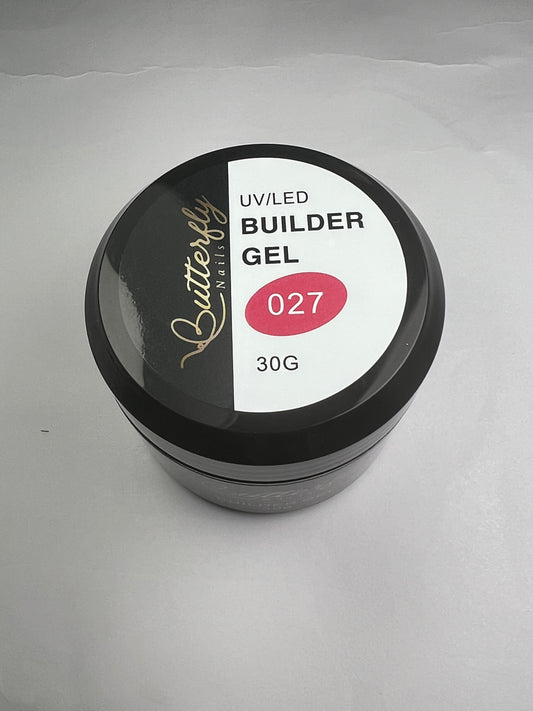 Butterfly
Nails
UV/LED
BUILDER
GEL
027
30G